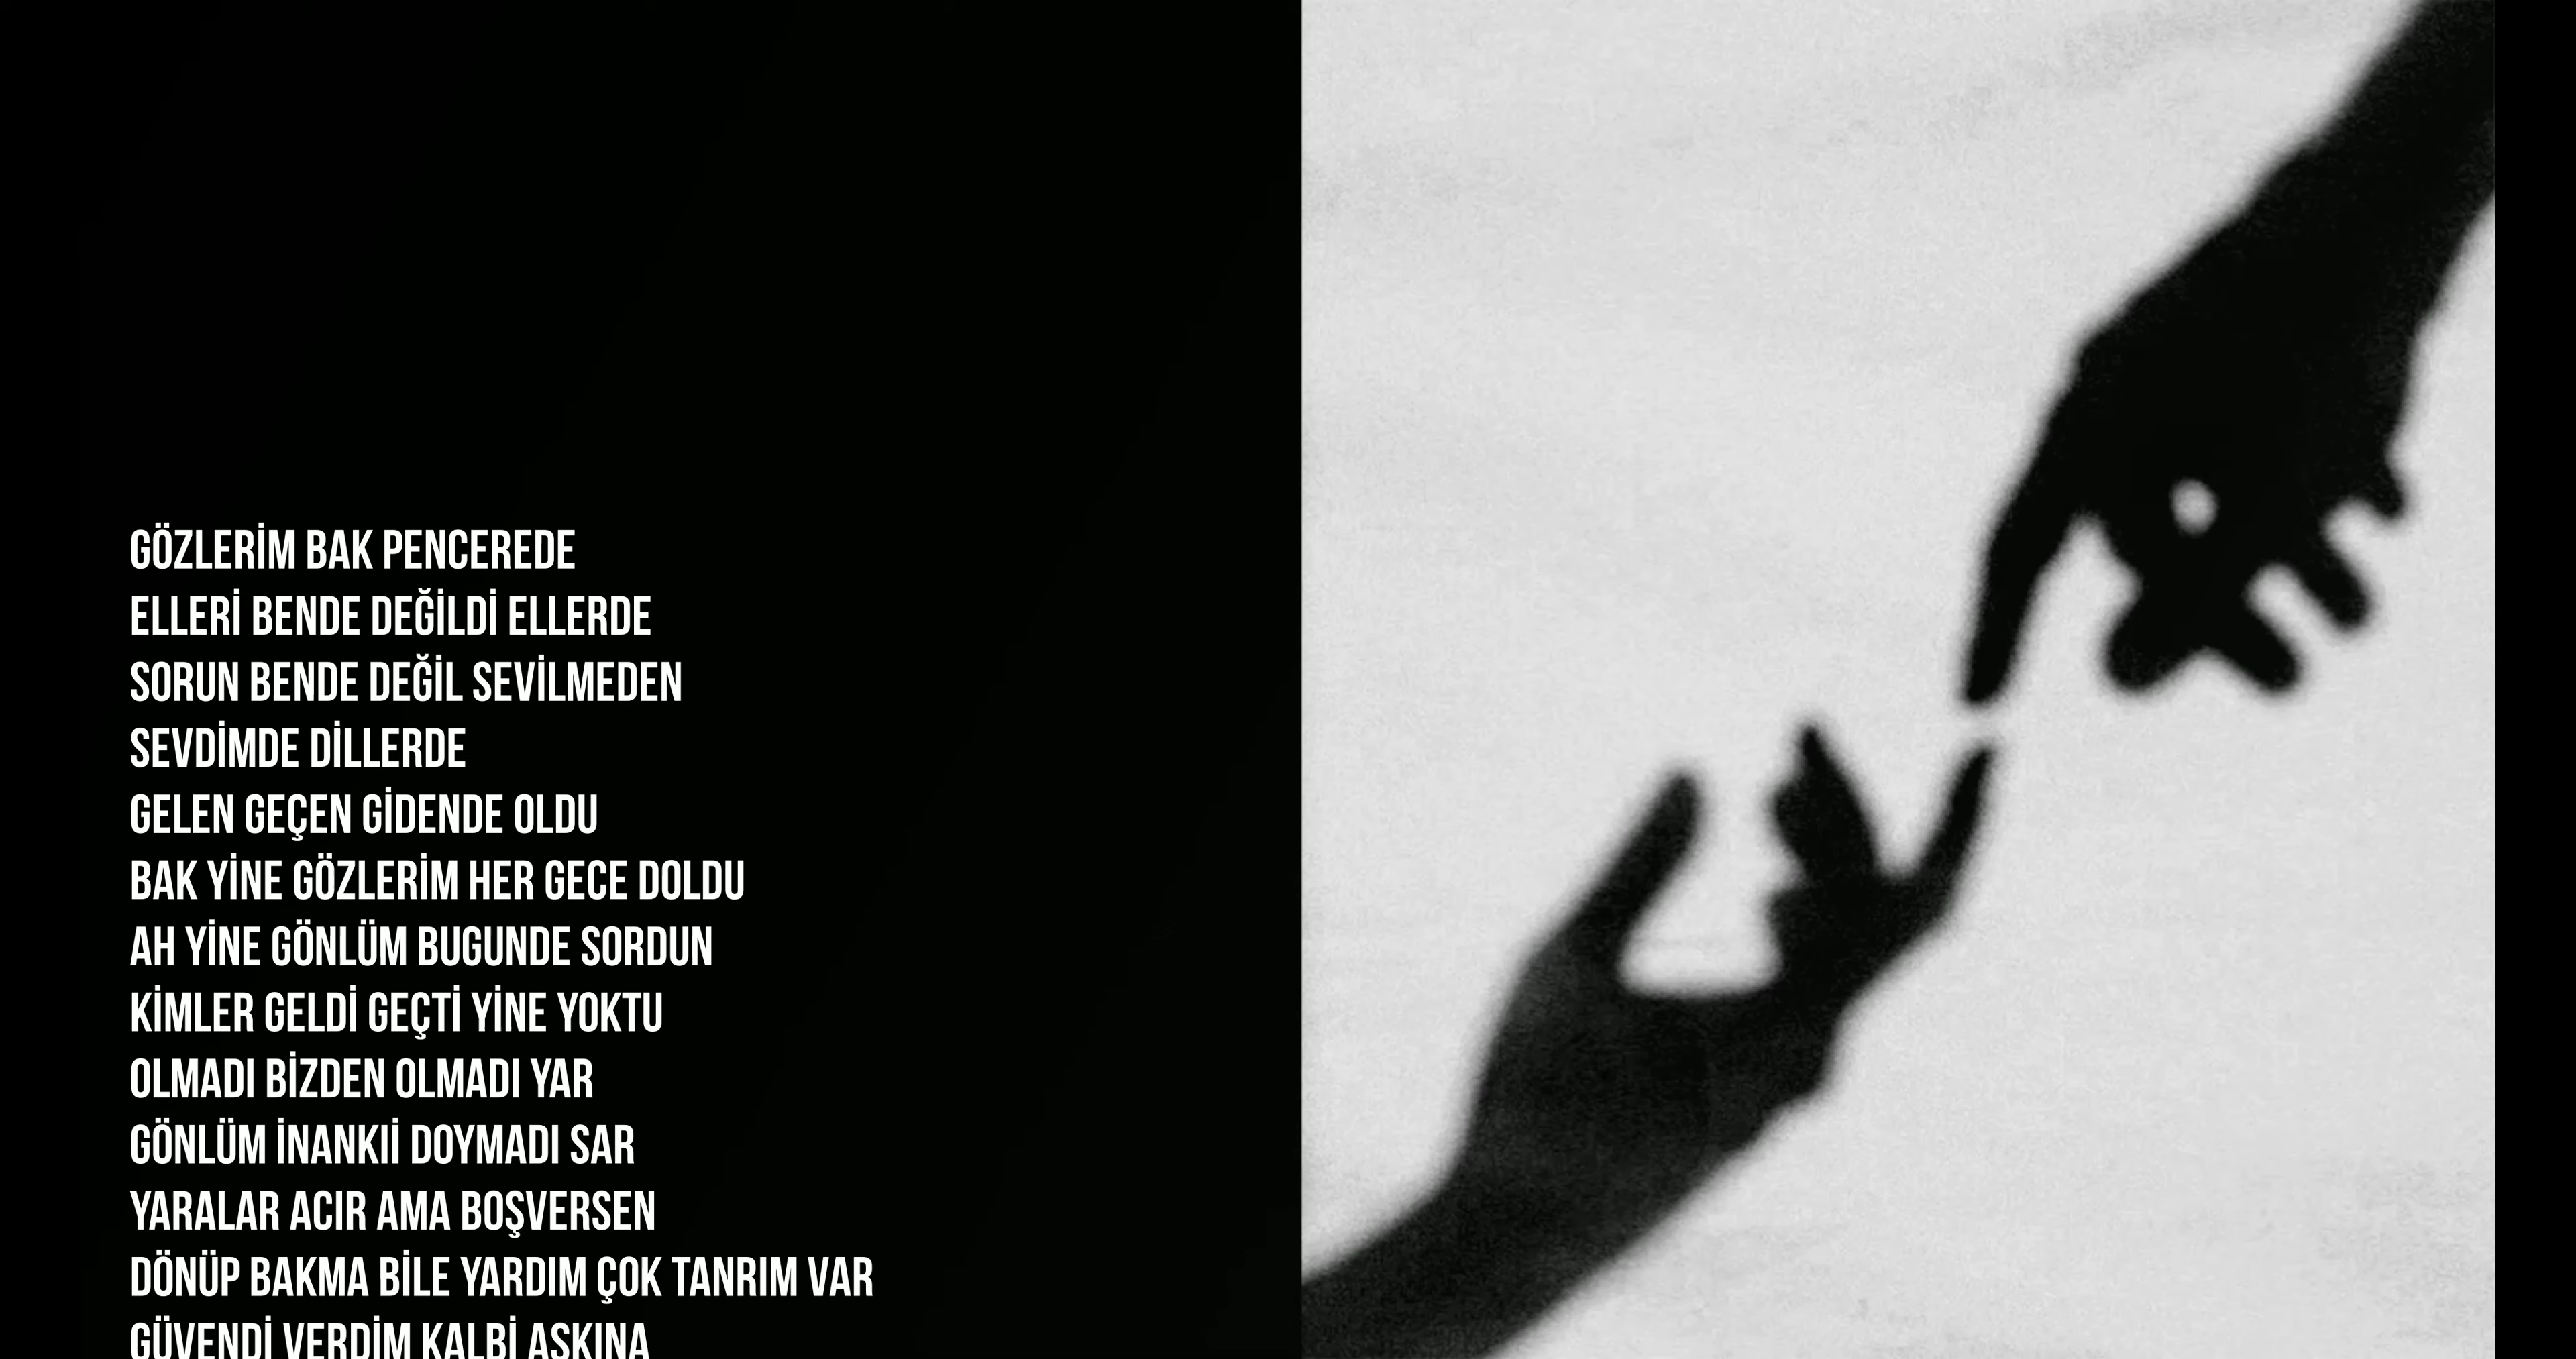 GÖZLERİM BAK PENCEREDE
ELLERİ BENDE DEĞİLDİ ELLERDE
SORUN BENDE DEĞİL SEVİLMEDEN
SEVDİMDE DİLLERDE
GELEN GEÇEN GİDENDE OLDU
BAK YİNE GÖZLERİM HER GECE DOLDU
AH YİNE GÖNLÜM BUGUNDE SORDUN
KİMLER GELDİ GEÇTİ YİNE YOKTU
OLMADI BİZDEN OLMADI YAR
GÖNLÜM İNANKIİ DOYMADI SAR
YARALAR ACIR AMA BOŞVERSEN
DÖNÜP BAKMA BİLE YARDIM ÇOK TANRIM VAR
GÜVENDİ VERDİM KALBİ AŞKINA